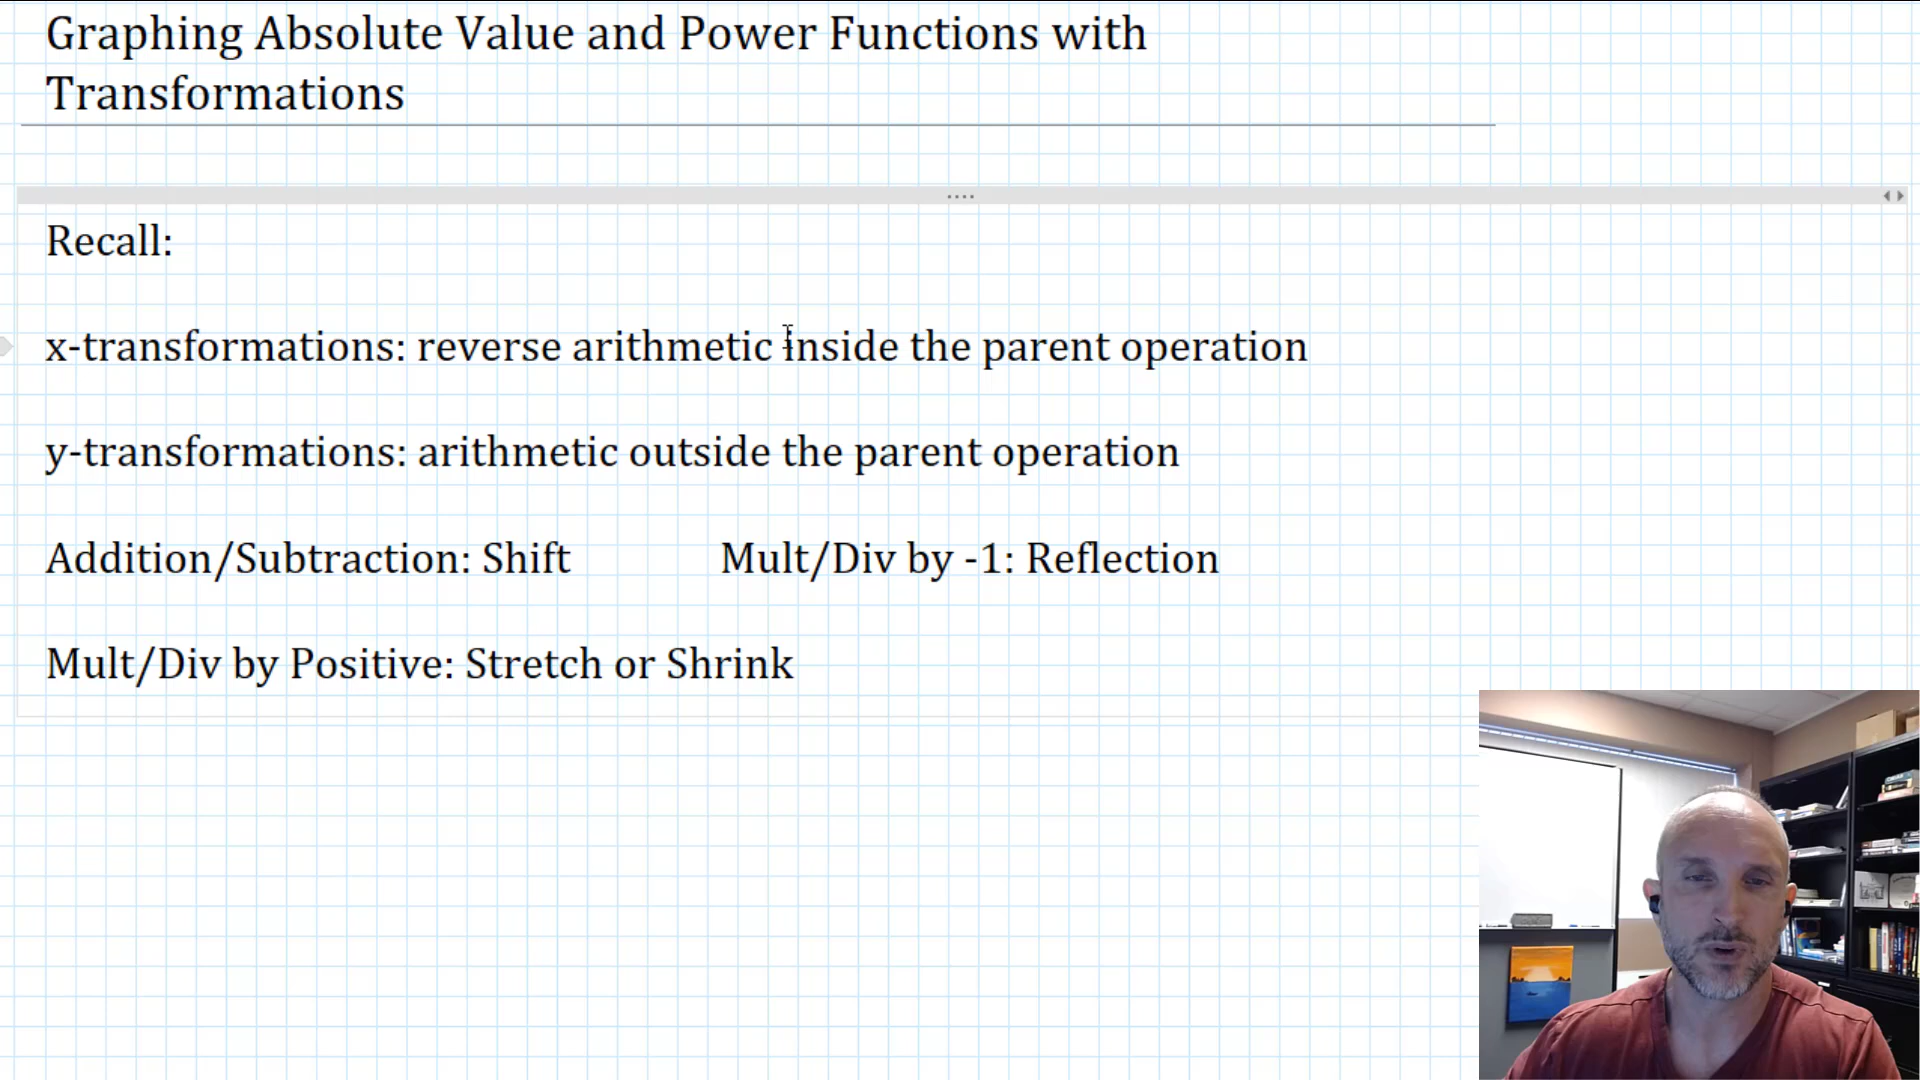 Graphing Absolute Value and Power Functions with
Transformations
Recall:
x-transformations: reverse arithmetic inside the parent operation
y-transformations: arithmetic outside the parent operation
Addition/Subtraction: Shift Mult/Div by -1: Reflection
Mult/Div by Positive: Stretch or Shrink